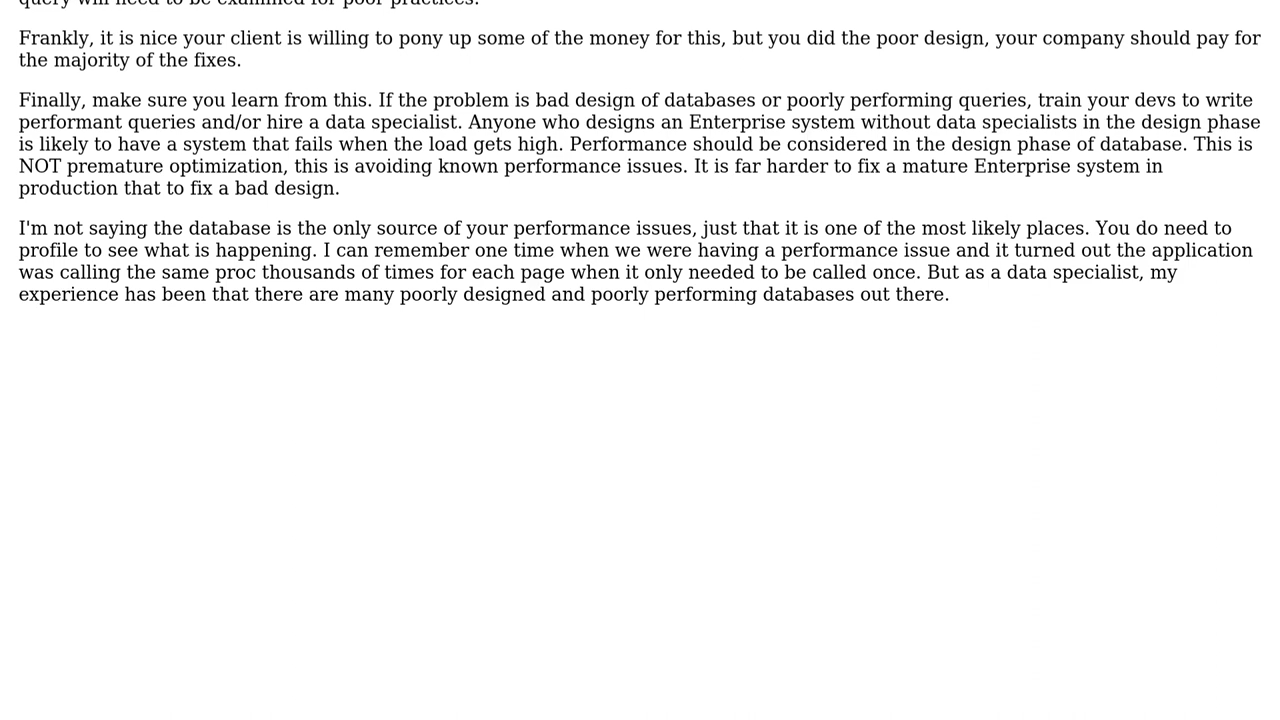 query will need to be examined for poor practices.
Frankly, it is nice your client is willing to pony up some of the money for this, but you did the poor design, your company should pay for
the majority of the fixes.
Finally, make sure you learn from this. If the problem is bad design of databases or poorly performing queries, train your devs to write
performant queries and/or hire a data specialist. Anyone who designs an Enterprise system without data specialists in the design phase
is likely to have a system that fails when the load gets high. Performance should be considered in the design phase of database. This is
NOT premature optimization, this is avoiding known performance issues. It is far harder to fix a mature Enterprise system in
production that to fix a bad design.
I'm not saying the database is the only source of your performance issues, just that it is one of the most likely places. You do need to
profile to see what is happening. I can remember one time when we were having a performance issue and it turned out the application
was calling the same proc thousands of times for each page when it only needed to be called once. But as a data specialist, my
experience has been that there are many poorly designed and poorly performing databases out there.